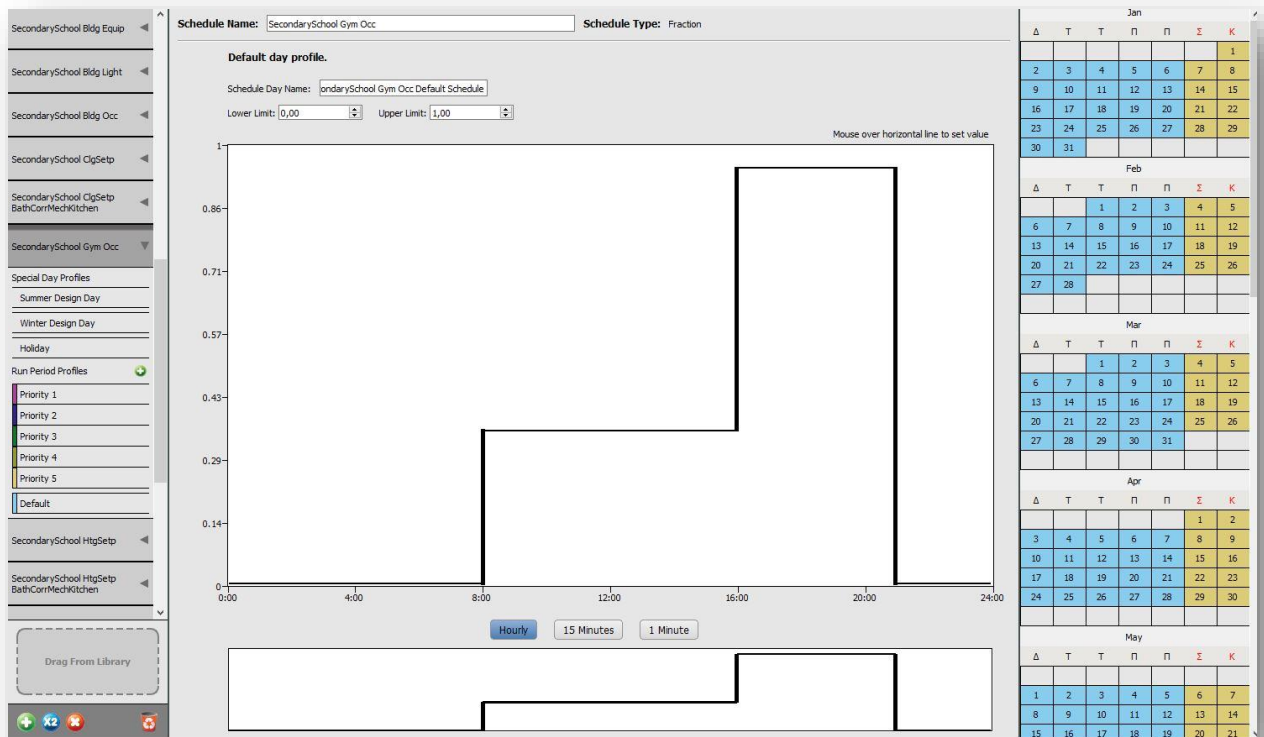 SecondarySchool Bldg Equip
SecondarySchool Bldg Light
SecondarySchool Bldg Occ
SecondarySchool ClgSetp
SecondarySchool ClgSetp
BathCorrMechKitchen
SecondarySchool Gym Occ
Special Day Profiles
Summer Design Day
Winter Design Day
Holiday
Run Period Profiles
Priority 1
Priority 2
Priority 3
Priority 4
Priority 5
Default
SecondarySchool HtgSetp
SecondarySchool HtgSetp
BathCorrMechKitchen
Drag From Library
X2
Schedule Name: SecondarySchool Gym Occ Schedule Type: Fraction
Default day profile.
Schedule Day Name: ondarySchool Gym Occ Default Schedule
Lower Limit: 0,00 Upper Limit: 1,00
Mouse over horizontal line to set value
1
0.86
0.71
0.57
0.43
0.29
0.14
0
0:00 4:00 8:00 12:00 16:00 20:00 24:00
Hourly 15 Minutes 1 Minute
Jan
Δ Τ Τ Π Π Σ Κ
1
2 3 4 5 6 7 8
9 10 11 12 13 14 15
16 17 18 19 20 21 22
23 24 25 26 27 28 29
30 31
Feb
Δ Τ Τ Π Π Σ Κ
1 2 3 4 5
6 7 8 9 10 11 12
13 14 15 16 17 18 19
20 21 22 23 24 25 26
27 28
Mar
Δ Τ Τ Π Π Σ Κ
1 2 3 4 5
6 7 8 9 10 11 12
13 14 15 16 17 18 19
20 21 22 23 24 25 26
27 28 29 30 31
Apr
Δ Τ Τ Π Π Σ Κ
1 2
3 4 5 6 7 8 9
10 11 12 13 14 15 16
17 18 19 20 21 22 23
24 25 26 27 28 29 30
May
Δ Τ Τ Π Π Σ Κ
1 2 3 4 5 6 7
8 9 10 11 12 13 14
15 16 17 18 19 20 21